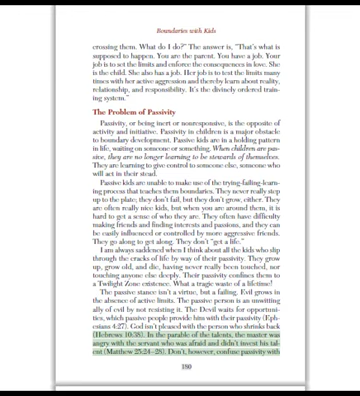 Boundaries with Kids
crossing them. What do I do?" The answer is, "That's what is
supposed to happen. You are the parent. You have a job. Your
job is to set the limits and enforce the consequences in love. She
is the child. She also has a job. Her job is to test the limits many
times with her active aggression and thereby learn about reality,
relationship, and responsibility. It's the divinely ordered train-
ing system."
The Problem of Passivity
Passivity, or being inert or nonresponsive, is the opposite of
activity and initiative. Passivity in children is a major obstacle
to boundary development. Passive kids are in a holding pattern
in life, waiting on someone or something. When children are pas-
sive, they are no longer learning to be stewards of themselves.
They are learning to give control to someone else, someone who
will act in their stead.
Passive kids are unable to make use of the trying-failing-learn-
ing process that teaches them boundaries. They never really step
up to the plate; they don't fail, but they don't grow, either. They
are often really nice kids, but when you are around them, it is
hard to get a sense of who they are. They often have difficulty
making friends and finding interests and passions, and they can
be easily influenced or controlled by more aggressive friends.
They go along to get along. They don't "get a life."
I am always saddened when I think about all the kids who slip
through the cracks of life by way of their passivity. They grow
up, grow old, and die, having never really been touched, nor
touching anyone else deeply. Their passivity confines them to
a Twilight Zone existence. What a tragic waste of a lifetime!
The passive stance isn't a virtue, but a failing. Evil grows in
the absence of active limits. The passive person is an unwitting
ally of evil by not resisting it. The Devil waits for opportuni-
ties, which passive people provide him with their passivity (Eph-
esians 4:27). God isn't pleased with the person who shrinks back
(Hebrews 10:38). In the parable of the talents, the master was
angry with the servant who was afraid and didn't invest his tal-
ent (Matthew 25:24–28). Don't, however, confuse passivity with
180